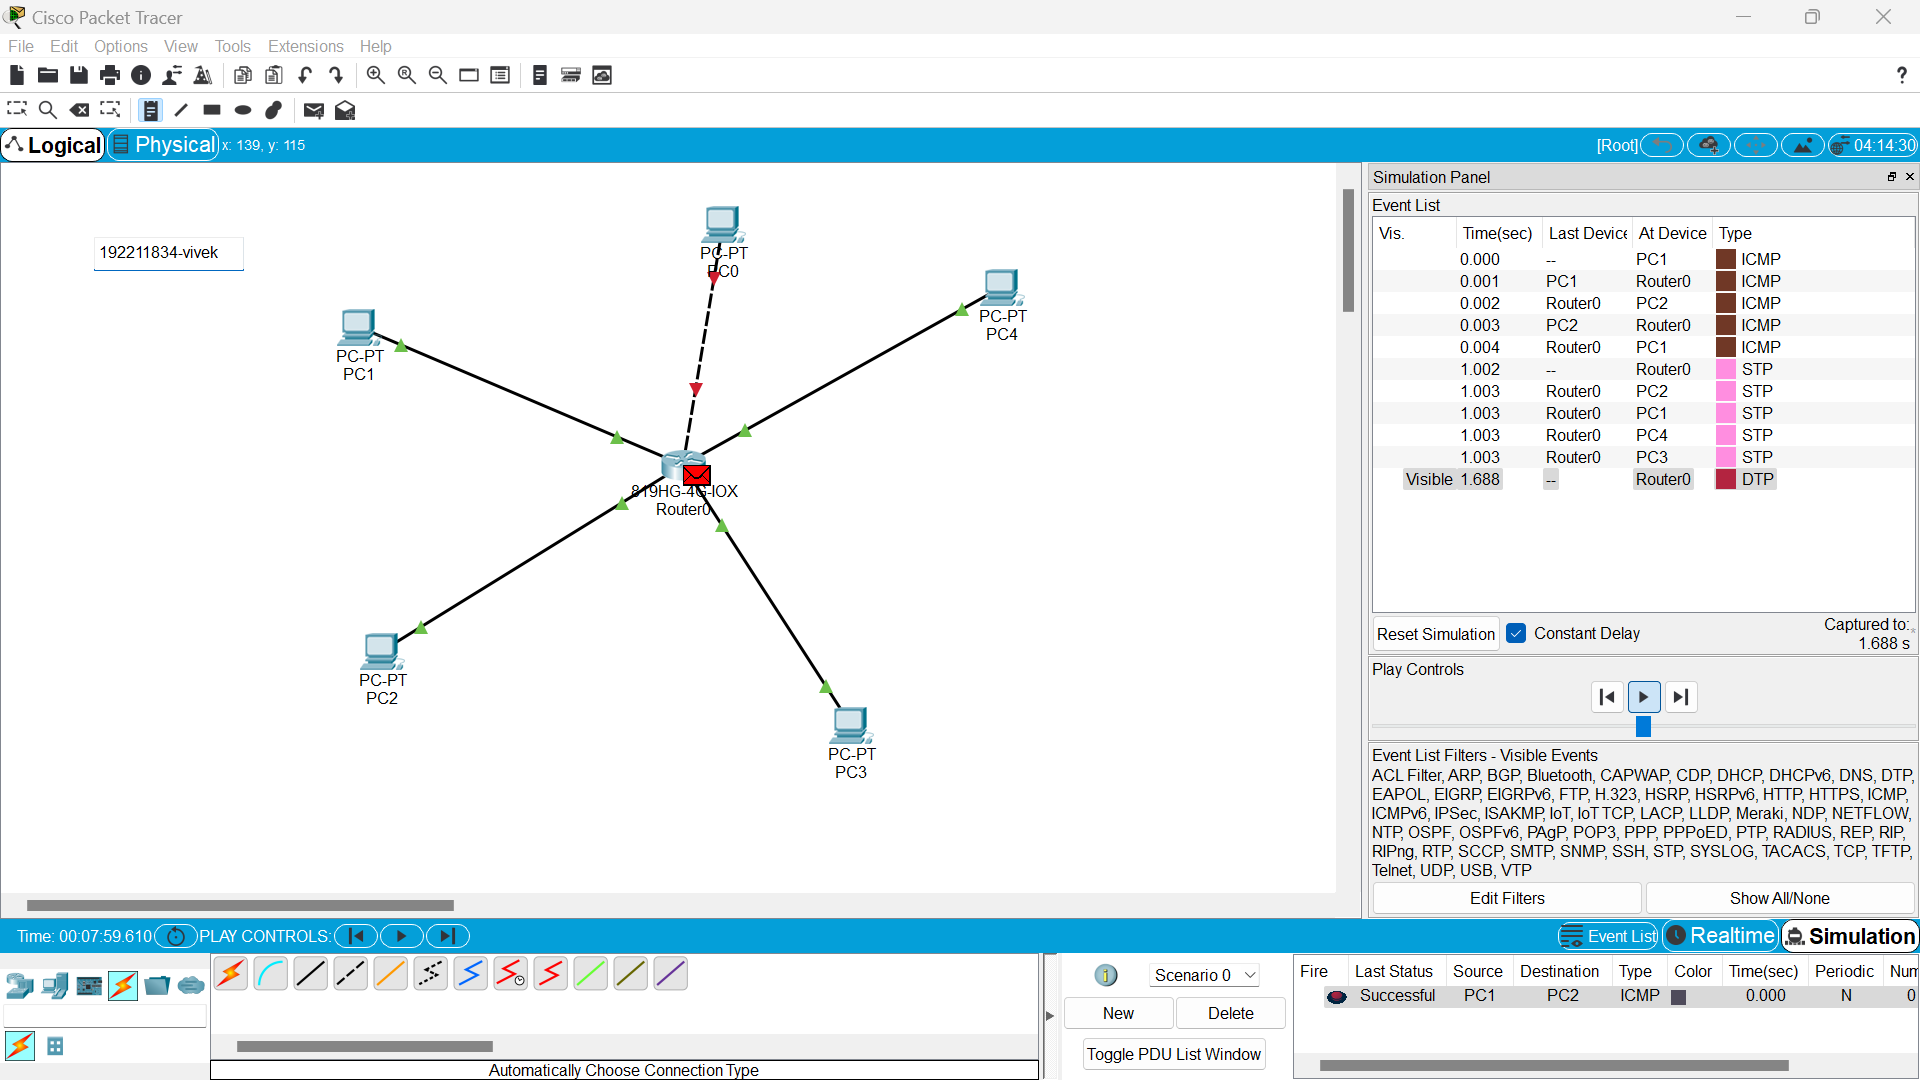 Cisco Packet Tracer
File Edit Options View Tools Extensions Help
?
Logical Physical x: 139, y: 115 [Root] 04:14:30
192211834-vivek
PC-PT
PC0
PC-PT
PC4
PC-PT
PC1
819HG-4G-IOX
Router0
PC-PT
PC2
PC-PT
PC3
Simulation Panel
Event List
Vis. Time(sec) Last Device At Device Type
0.000 -- PC1 ICMP
0.001 PC1 Router0 ICMP
0.002 Router0 PC2 ICMP
0.003 PC2 Router0 ICMP
0.004 Router0 PC1 ICMP
1.002 -- Router0 STP
1.003 Router0 PC2 STP
1.003 Router0 PC1 STP
1.003 Router0 PC4 STP
1.003 Router0 PC3 STP
Visible 1.688 -- Router0 DTP
Reset Simulation Constant Delay Captured to:
1.688 s
Play Controls
Event List Filters - Visible Events
ACL Filter, ARP, BGP, Bluetooth, CAPWAP, CDP, DHCP, DHCPv6, DNS, DTP,
EAPOL, EIGRP, EIGRPv6, FTP, H.323, HSRP, HSRPv6, HTTP, HTTPS, ICMP,
ICMPv6, IPSec, ISAKMP, IoT, IoT TCP, LACP, LLDP, Meraki, NDP, NETFLOW,
NTP, OSPF, OSPFv6, PAgP, POP3, PPP, PPPoED, PTP, RADIUS, REP, RIP,
RIPng, RTP, SCCP, SMTP, SNMP, SSH, STP, SYSLOG, TACACS, TCP, TFTP,
Telnet, UDP, USB, VTP
Edit Filters Show All/None
Time: 00:07:59.610 PLAY CONTROLS: Event List Realtime Simulation
Automatically Choose Connection Type
Scenario 0
New Delete
Toggle PDU List Window
Fire Last Status Source Destination Type Color Time(sec) Periodic Num
Successful PC1 PC2 ICMP 0.000 N 0